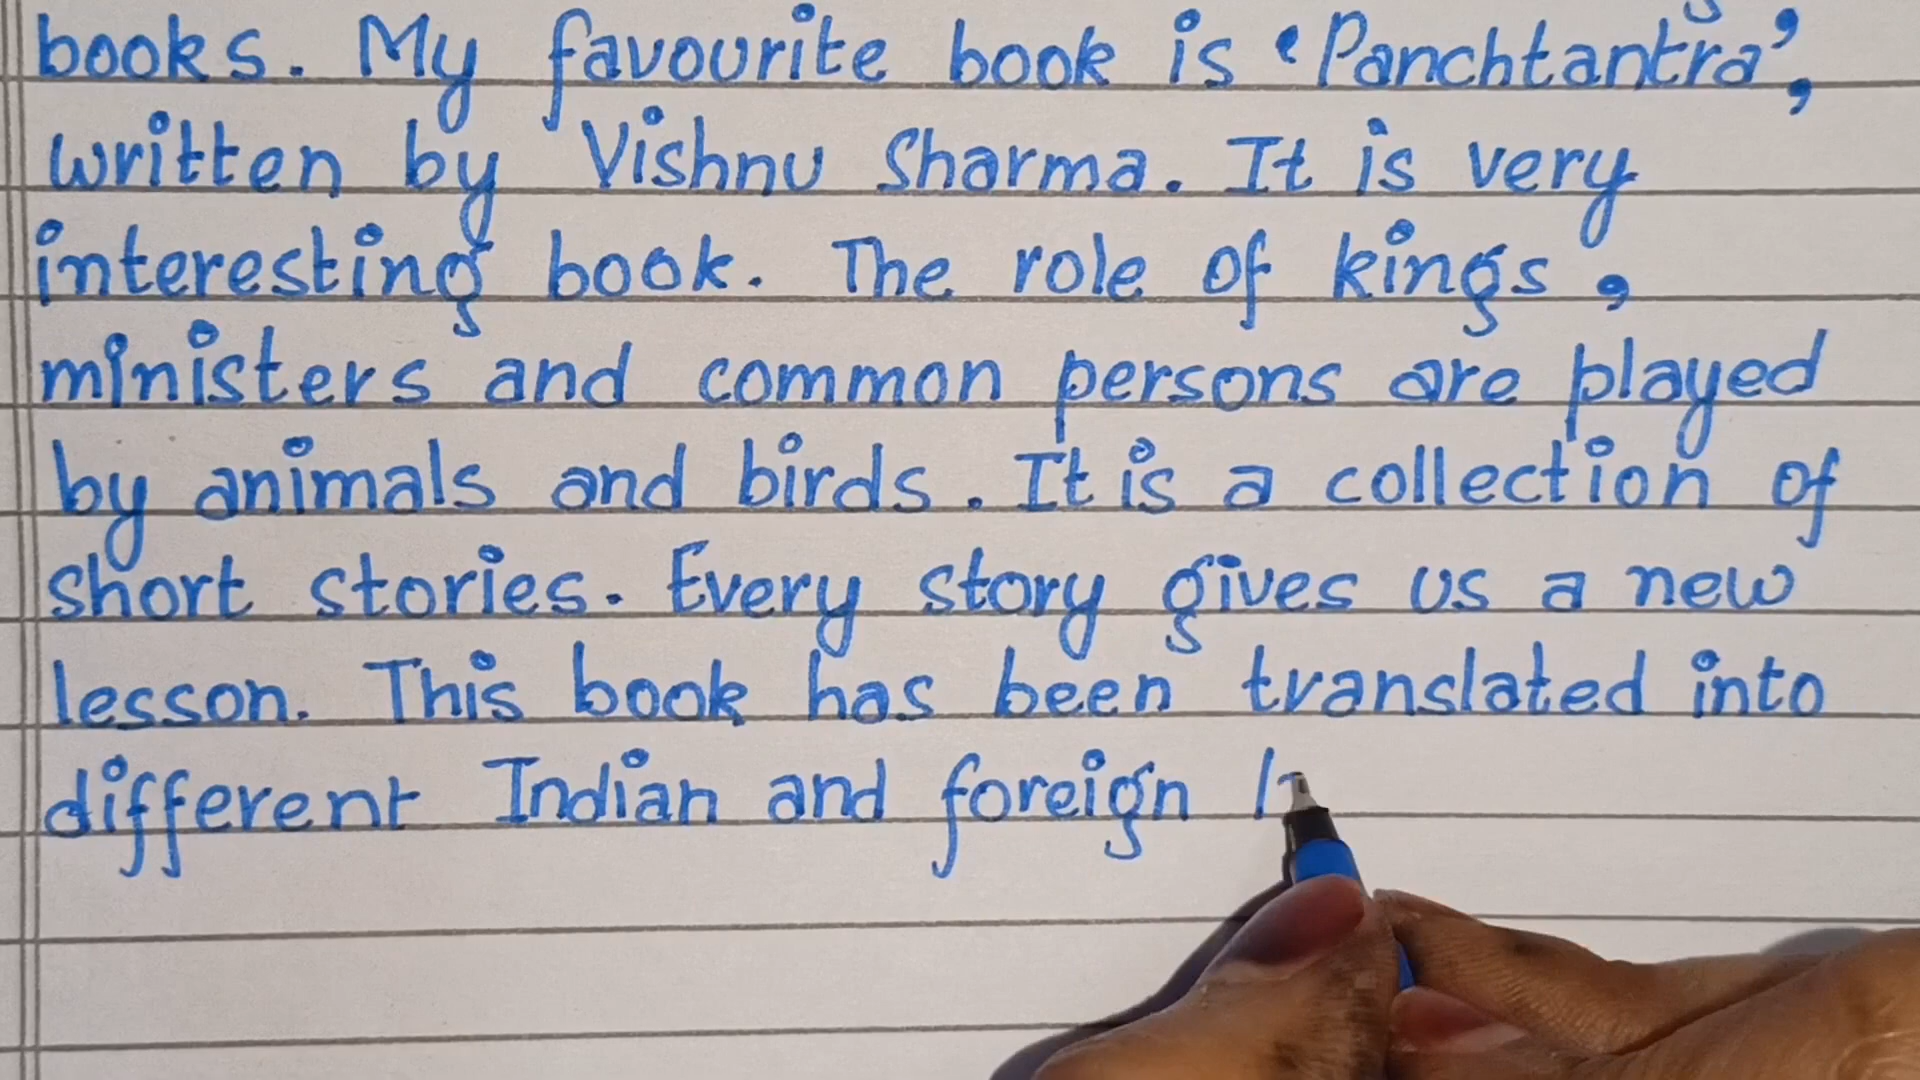 books. My favourite book is 'Panchtantra',
written by Vishnu Sharma. It is very
interesting book. The role of kings,
ministers and common persons are played
by animals and birds. It is a collection of
short stories. Every story gives us a new
lesson. This book has been translated into
different Indian and foreign